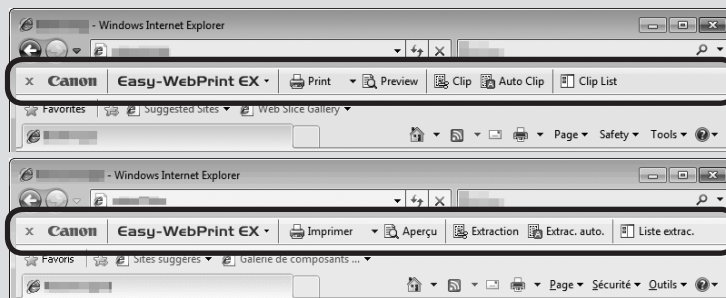 - Windows Internet Explorer
x Canon Easy-WebPrint EX Print Preview Clip Auto Clip Clip List
Favorites Suggested Sites Web Slice Gallery
Page Safety Tools
- Windows Internet Explorer
x Canon Easy-WebPrint EX Imprimer Aperçu Extraction Extrac. auto. Liste extrac.
Favoris Sites suggérés Galerie de composants ...
Page Sécurité Outils